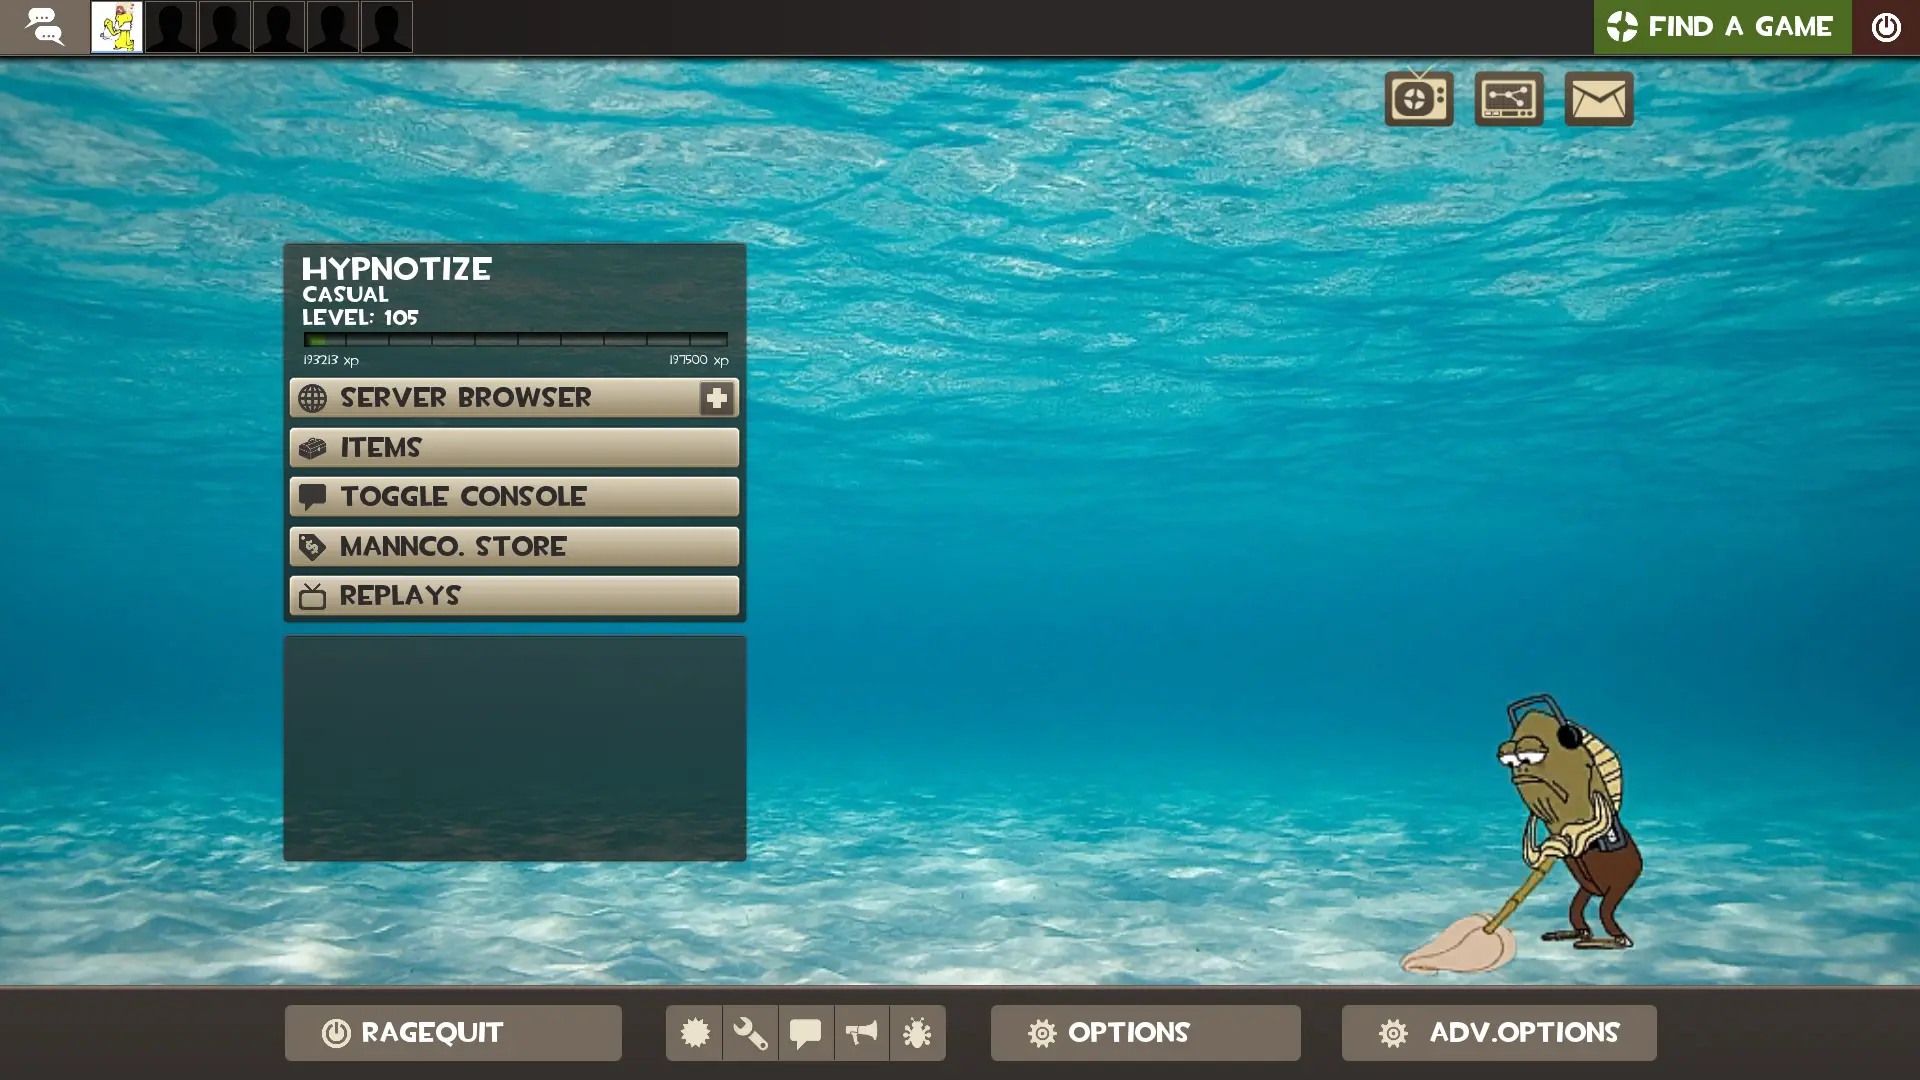 FIND A GAME
HYPNOTIZE
CASUAL
LEVEL: 105
193213 xp
197500 xp
SERVER BROWSER
ITEMS
TOGGLE CONSOLE
MANNCO. STORE
REPLAYS
RAGEQUIT
OPTIONS
ADV.OPTIONS